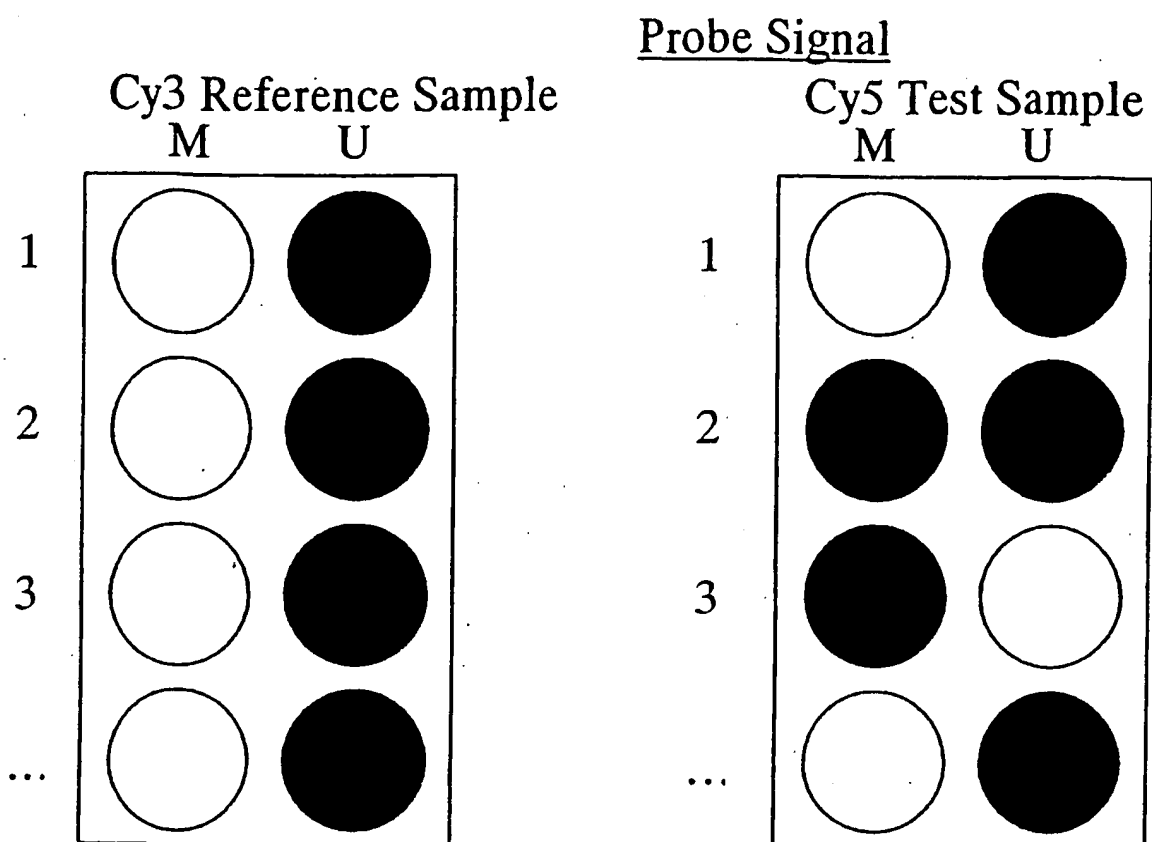 Probe Signal
Cy3 Reference Sample
M U
1
2
3
...
Cy5 Test Sample
M U
1
2
3
...